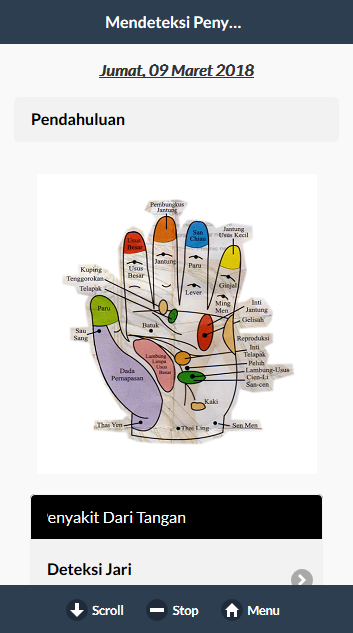 Mendeteksi Peny...
Jumat, 09 Maret 2018
Pendahuluan
Pembungkus
Jantung
Usus
Besar
San
Chiau
Jantung
Usus Kecil
Usus
Besar
Jantung
Paru
Ginjal
Lever
Kuping
Tenggorokan
Telapak
Ming
Men
Inti
Jantung
Gelisah
Paru
Batuk
Sau
Sang
Reproduksi
Inti
Telapak
Lambung
Limpa
Usus
Besar
Peluh
Lambung-Usus
Cien-Li
San-cen
Dada
Pernapasan
Kaki
Thai Yen
Thai Ling
Sen Men
enyakit Dari Tangan
Deteksi Jari
Scroll
Stop
Menu